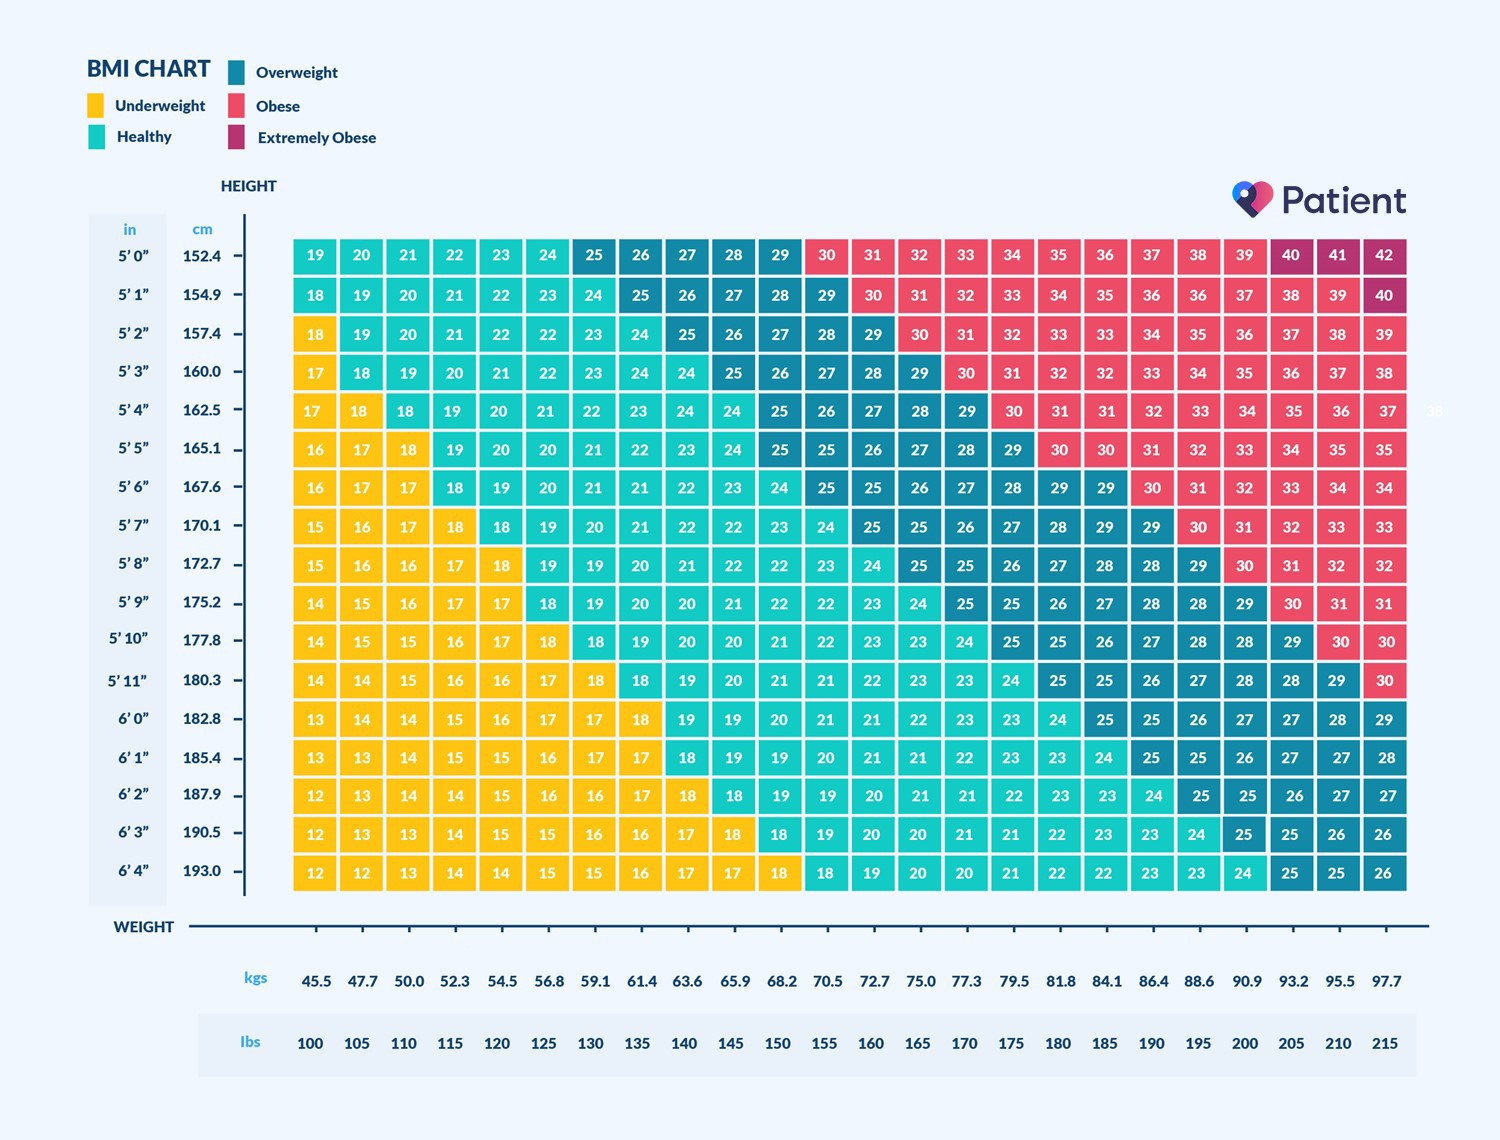 BMI CHART
Overweight
Underweight
Obese
Healthy
Extremely Obese
HEIGHT
Patient
in cm
5’ 0” 152.4 19 20 21 22 23 24 25 26 27 28 29 30 31 32 33 34 35 36 37 38 39 40 41 42
5’ 1” 154.9 18 19 20 21 22 23 24 25 26 27 28 29 30 31 32 33 34 35 36 36 37 38 39 40
5’ 2” 157.4 18 19 20 21 22 22 23 24 25 26 27 28 29 30 31 32 33 33 34 35 36 37 38 39
5’ 3” 160.0 17 18 19 20 21 22 23 24 24 25 26 27 28 29 30 31 32 32 33 34 35 36 37 38
5’ 4” 162.5 17 18 18 19 20 21 22 23 24 24 25 26 27 28 29 30 31 31 32 33 34 35 36 37 38
5’ 5” 165.1 16 17 18 19 20 20 21 22 23 24 25 25 26 27 28 29 30 30 31 32 33 34 35 35
5’ 6” 167.6 16 17 17 18 19 20 21 21 22 23 24 25 25 26 27 28 29 29 30 31 32 33 34 34
5’ 7” 170.1 15 16 17 18 18 19 20 21 22 22 23 24 25 25 26 27 28 29 29 30 31 32 33 33
5’ 8” 172.7 15 16 16 17 18 19 19 20 21 22 22 23 24 25 25 26 27 28 28 29 30 31 32 32
5’ 9” 175.2 14 15 16 17 17 18 19 20 20 21 22 22 23 24 25 25 26 27 28 28 29 30 31 31
5’ 10” 177.8 14 15 15 16 17 18 18 19 20 20 21 22 23 23 24 25 25 26 27 28 28 29 30 30
5’ 11” 180.3 14 14 15 16 16 17 18 18 19 20 21 21 22 23 23 24 25 25 26 27 28 28 29 30
6’ 0” 182.8 13 14 14 15 16 17 17 18 19 19 20 21 21 22 23 23 24 25 25 26 27 27 28 29
6’ 1” 185.4 13 13 14 15 15 16 17 17 18 19 19 20 21 21 22 23 23 24 25 25 26 27 27 28
6’ 2” 187.9 12 13 14 14 15 16 16 17 18 18 19 19 20 21 21 22 23 23 24 25 25 26 27 27
6’ 3” 190.5 12 13 13 14 15 15 16 16 17 18 18 19 20 20 21 21 22 23 23 24 25 25 26 26
6’ 4” 193.0 12 12 13 14 14 15 15 16 17 17 18 18 19 20 20 21 22 22 23 23 24 25 25 26
WEIGHT
kgs 45.5 47.7 50.0 52.3 54.5 56.8 59.1 61.4 63.6 65.9 68.2 70.5 72.7 75.0 77.3 79.5 81.8 84.1 86.4 88.6 90.9 93.2 95.5 97.7
lbs 100 105 110 115 120 125 130 135 140 145 150 155 160 165 170 175 180 185 190 195 200 205 210 215